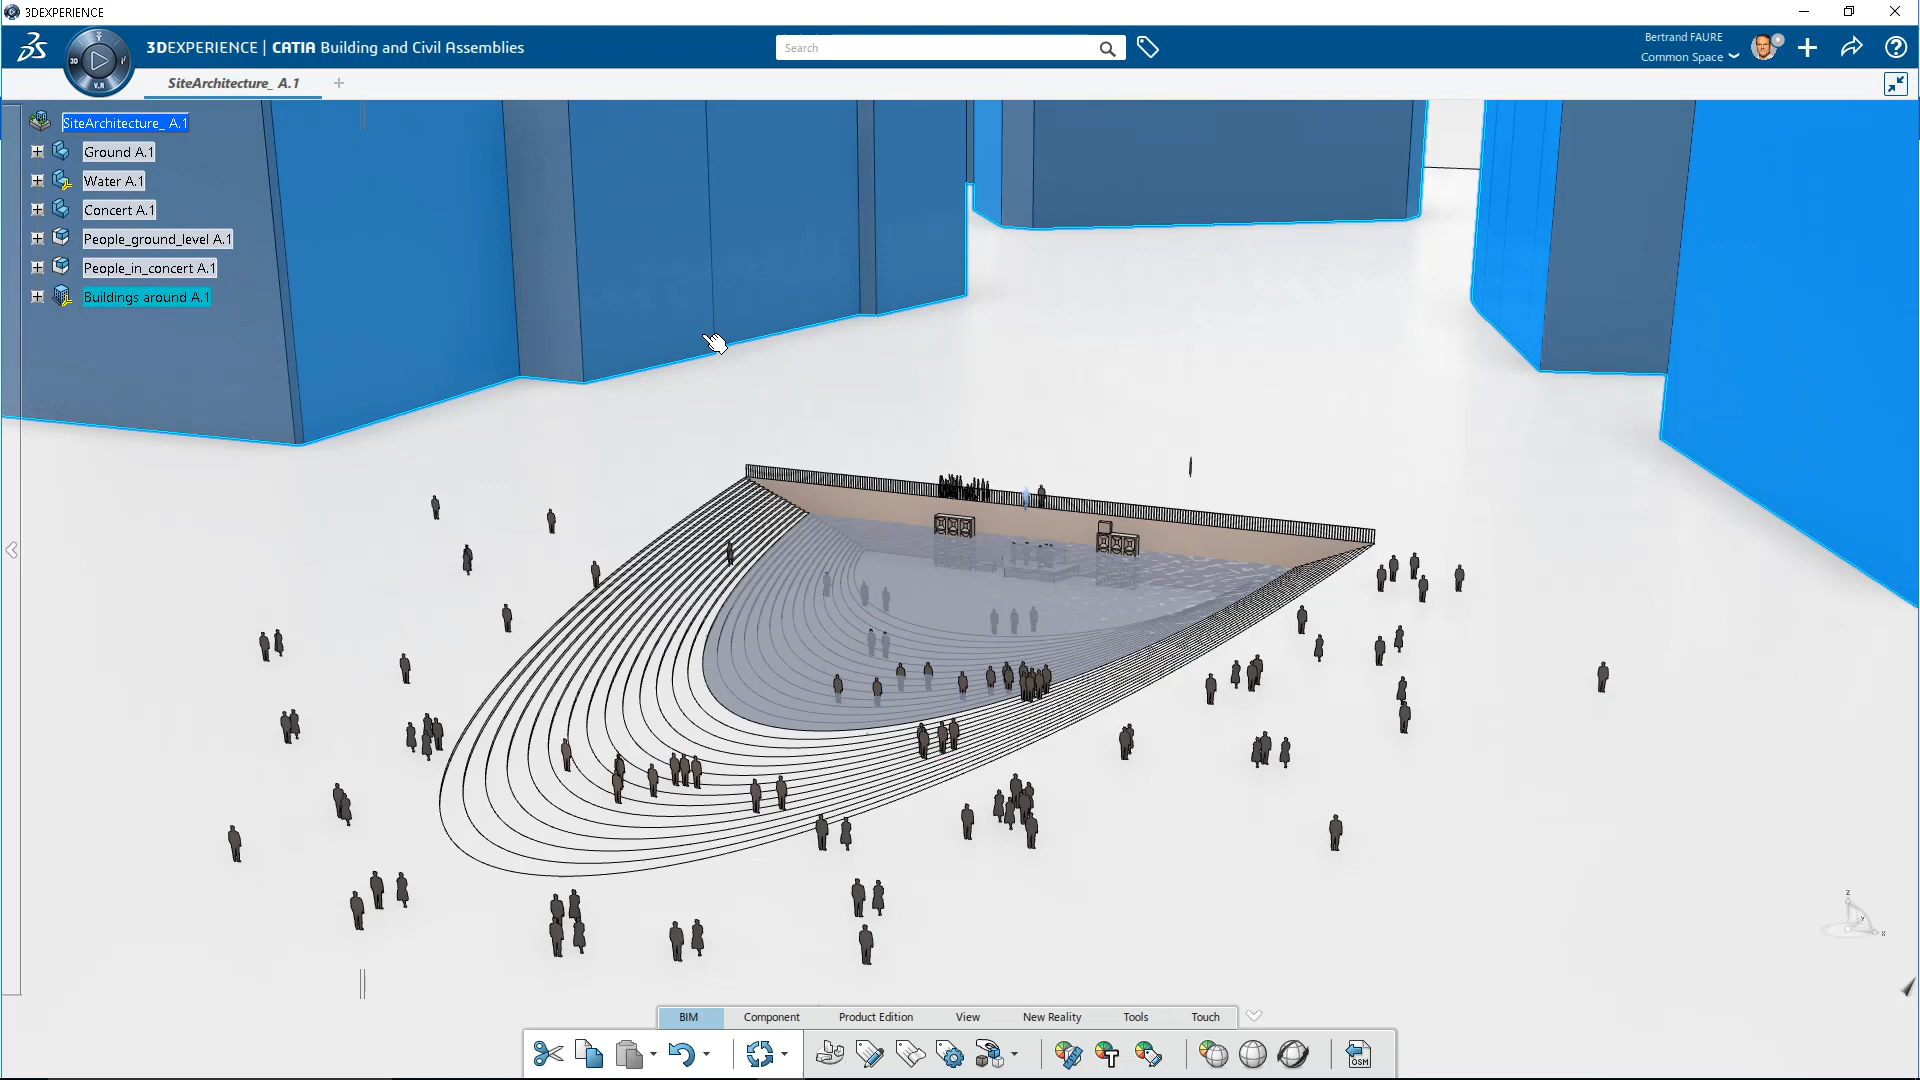 3DEXPERIENCE
3DEXPERIENCE | CATIA Building and Civil Assemblies
Search
Bertrand FAURE
Common Space
3D
V.R
SiteArchitecture_ A.1
SiteArchitecture_ A.1
Ground A.1
Water A.1
Concert A.1
People_ground_level A.1
People_in_concert A.1
Buildings around A.1
z
y
x
BIM
Component
Product Edition
View
New Reality
Tools
Touch
OSM